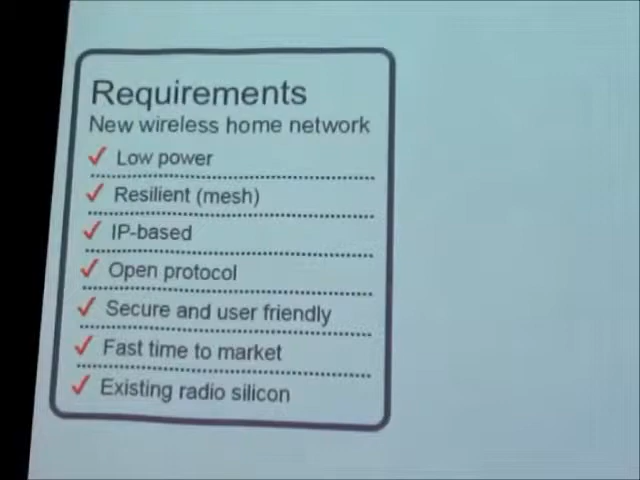 Requirements
New wireless home network
✓ Low power
✓ Resilient (mesh)
✓ IP-based
✓ Open protocol
✓ Secure and user friendly
✓ Fast time to market
✓ Existing radio silicon